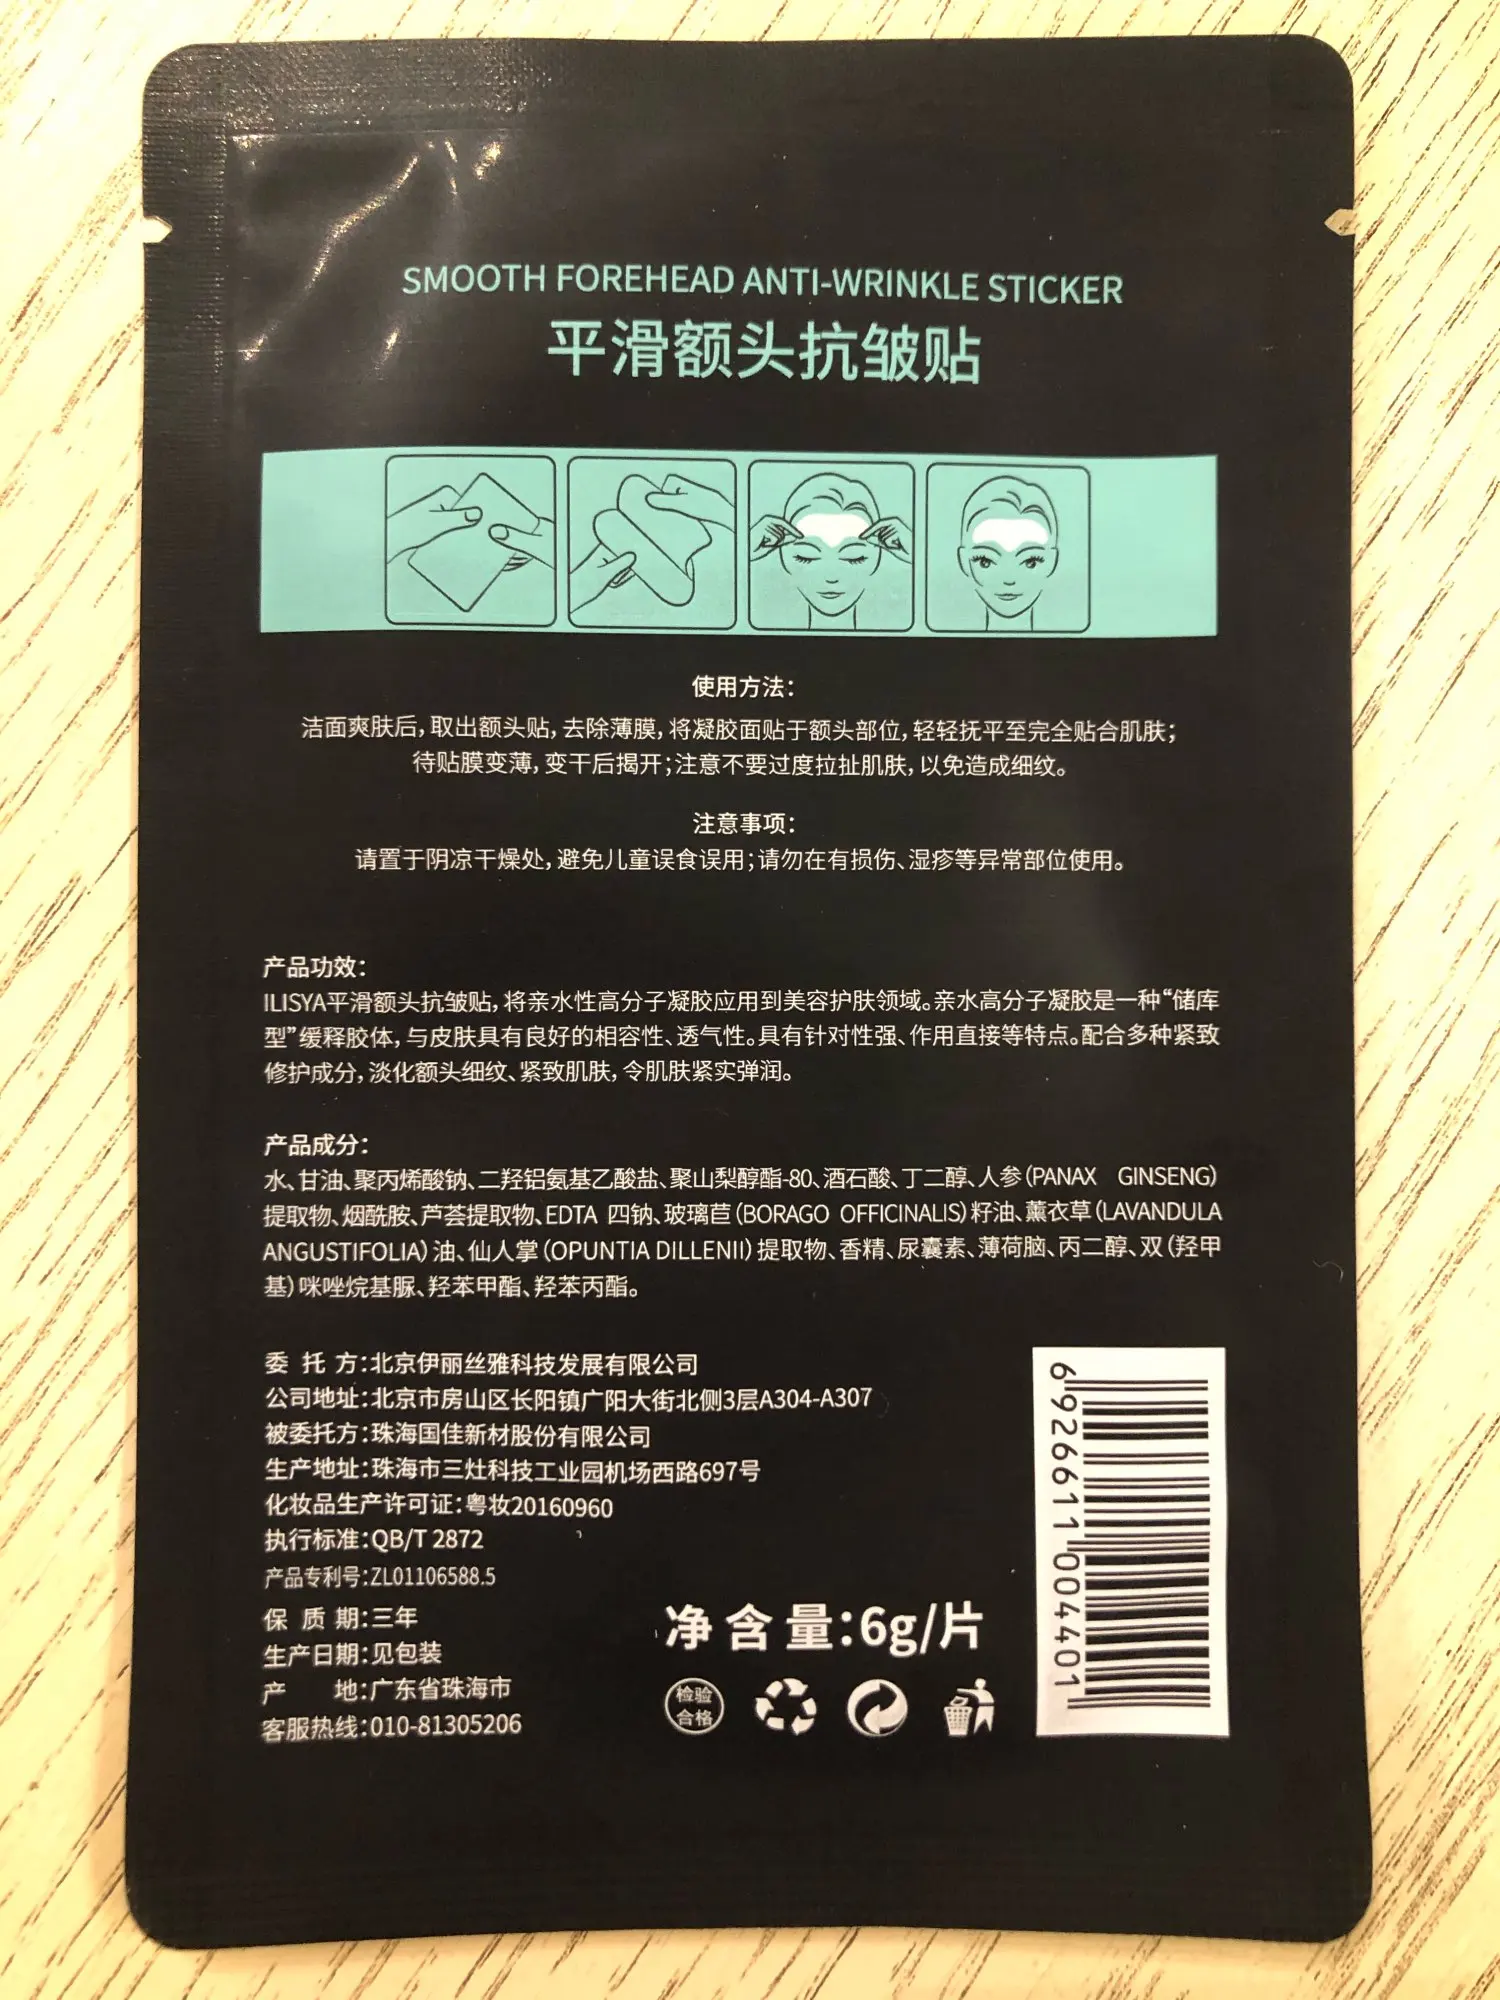 SMOOTH FOREHEAD ANTI-WRINKLE STICKER
平滑额头抗皱贴
使用方法：
洁面爽肤后，取出额头贴，去除薄膜，将凝胶面贴于额头部位，轻轻抚平至完全贴合肌肤；
待贴膜变薄，变干后揭开；注意不要过度拉扯肌肤，以免造成细纹。
注意事项：
请置于阴凉干燥处，避免儿童误食误用；请勿在有损伤、湿疹等异常部位使用。
产品功效：
ILISYA平滑额头抗皱贴，将亲水性高分子凝胶应用到美容护肤领域。亲水高分子凝胶是一种“储库
型”缓释胶体，与皮肤具有良好的相容性、透气性。具有针对性强、作用直接等特点。配合多种紧致
修护成分，淡化额头细纹、紧致肌肤，令肌肤紧实弹润。
产品成分：
水、甘油、聚丙烯酸钠、二羟铝氨基乙酸盐、聚山梨醇酯-80、酒石酸、丁二醇、人参（PANAX GINSENG）
提取物、烟酰胺、芦荟提取物、EDTA 四钠、玻璃苣（BORAGO OFFICINALIS）籽油、薰衣草（LAVANDULA
ANGUSTIFOLIA）油、仙人掌（OPUNTIA DILLENII）提取物、香精、尿囊素、薄荷脑、丙二醇、双（羟甲
基）咪唑烷基脲、羟苯甲酯、羟苯丙酯。
委托方：北京伊丽丝雅科技发展有限公司
公司地址：北京市房山区长阳镇广阳大街北侧3层A304-A307
被委托方：珠海国佳新材股份有限公司
生产地址：珠海市三灶科技工业园机场西路697号
化妆品生产许可证：粤妆20160960
执行标准：QB/T 2872
产品专利号：ZL01106588.5
保质期：三年
生产日期：见包装
产地：广东省珠海市
客服热线：010-81305206
净含量：6g/片
检验
合格
6926611004401